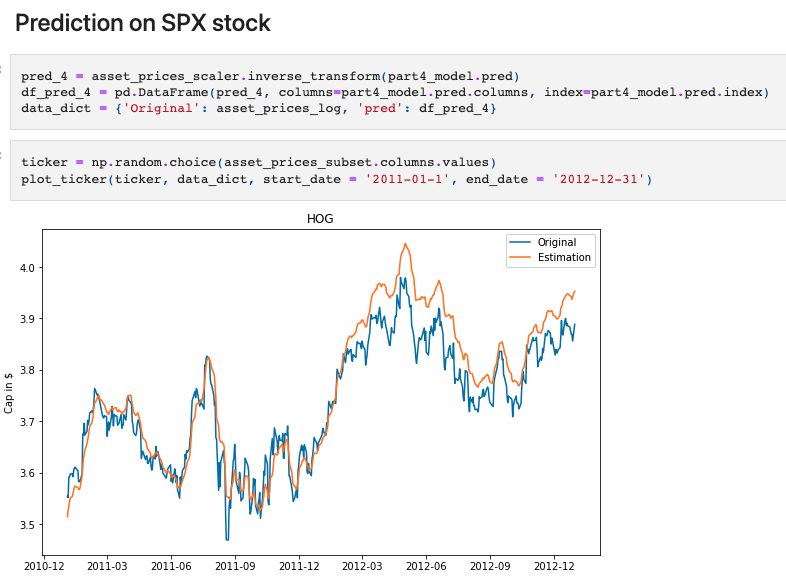 Prediction on SPX stock
pred_4 = asset_prices_scaler.inverse_transform(part4_model.pred)
df_pred_4 = pd.DataFrame(pred_4, columns=part4_model.pred.columns, index=part4_model.pred.index)
data_dict = {'Original': asset_prices_log, 'pred': df_pred_4}
ticker = np.random.choice(asset_prices_subset.columns.values)
plot_ticker(ticker, data_dict, start_date = '2011-01-1', end_date = '2012-12-31')
HOG
Original
Estimation
4.0
3.9
3.8
3.7
3.6
3.5
Cap in $
2010-12 2011-03 2011-06 2011-09 2011-12 2012-03 2012-06 2012-09 2012-12